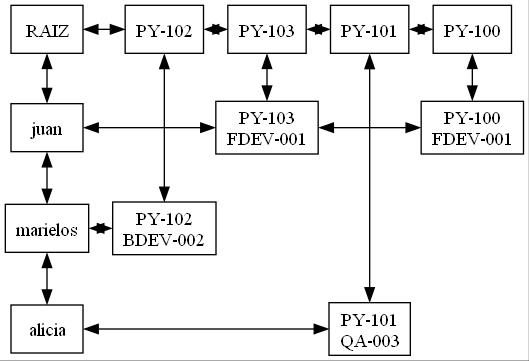 RAIZ
PY-102
PY-103
PY-101
PY-100
juan
PY-103
FDEV-001
PY-100
FDEV-001
marielos
PY-102
BDEV-002
alicia
PY-101
QA-003